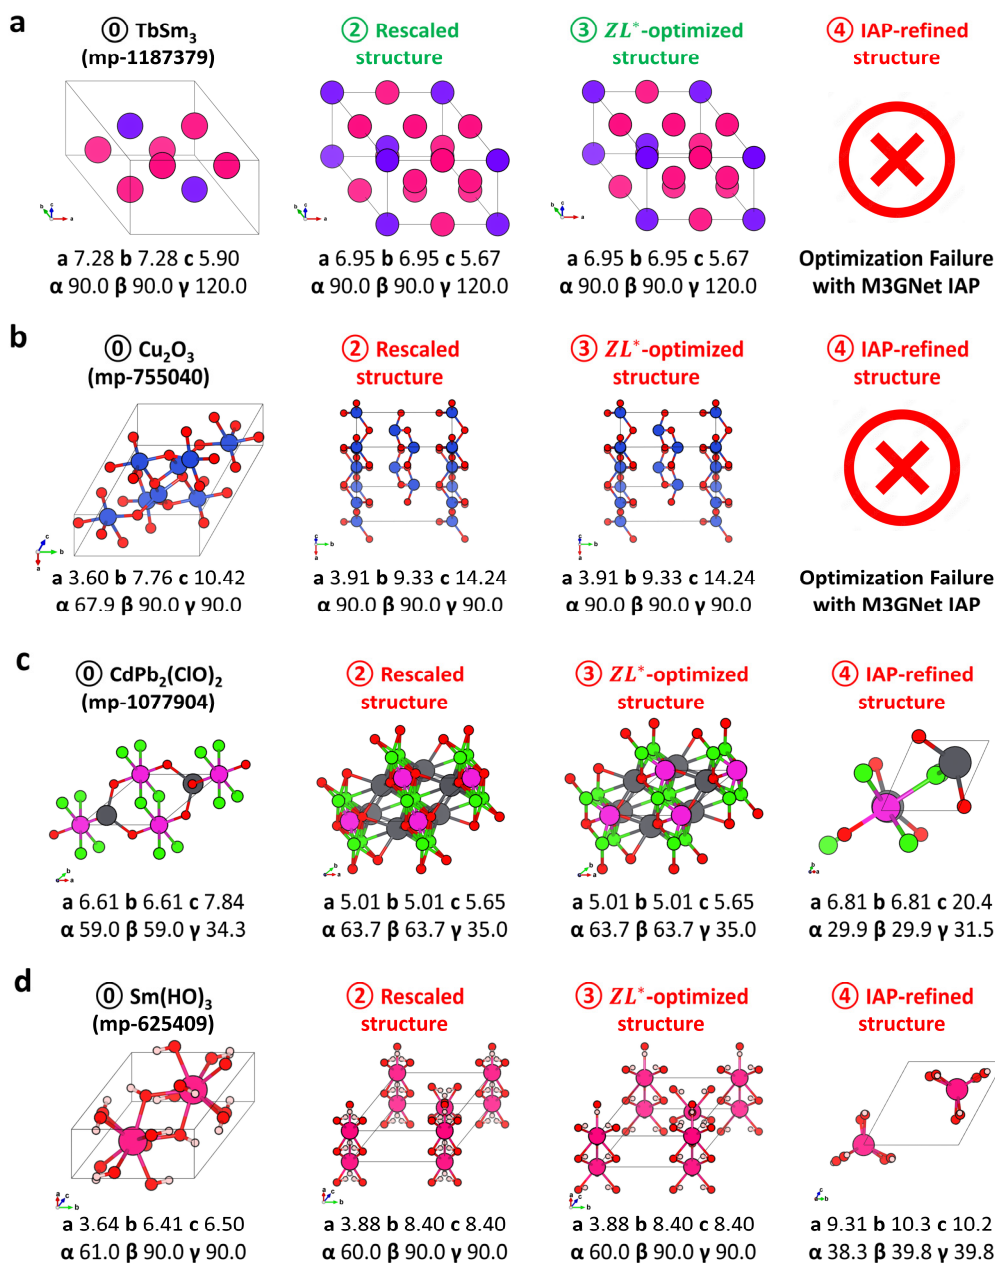 a
⓪ TbSm₃
(mp-1187379)
② Rescaled
structure
③ ZL*-optimized
structure
④ IAP-refined
structure
b c a
b c a
b c a
a 7.28 b 7.28 c 5.90
α 90.0 β 90.0 γ 120.0
a 6.95 b 6.95 c 5.67
α 90.0 β 90.0 γ 120.0
a 6.95 b 6.95 c 5.67
α 90.0 β 90.0 γ 120.0
Optimization Failure
with M3GNet IAP
b
⓪ Cu₂O₃
(mp-755040)
② Rescaled
structure
③ ZL*-optimized
structure
④ IAP-refined
structure
c b a
c b a
c b a
a 3.60 b 7.76 c 10.42
α 67.9 β 90.0 γ 90.0
a 3.91 b 9.33 c 14.24
α 90.0 β 90.0 γ 90.0
a 3.91 b 9.33 c 14.24
α 90.0 β 90.0 γ 90.0
Optimization Failure
with M3GNet IAP
c
⓪ CdPb₂(ClO)₂
(mp-1077904)
② Rescaled
structure
③ ZL*-optimized
structure
④ IAP-refined
structure
b a
b a
b a
b a
a 6.61 b 6.61 c 7.84
α 59.0 β 59.0 γ 34.3
a 5.01 b 5.01 c 5.65
α 63.7 β 63.7 γ 35.0
a 5.01 b 5.01 c 5.65
α 63.7 β 63.7 γ 35.0
a 6.81 b 6.81 c 20.4
α 29.9 β 29.9 γ 31.5
d
⓪ Sm(HO)₃
(mp-625409)
② Rescaled
structure
③ ZL*-optimized
structure
④ IAP-refined
structure
a c b
a c b
a c b
a c b
a 3.64 b 6.41 c 6.50
α 61.0 β 90.0 γ 90.0
a 3.88 b 8.40 c 8.40
α 60.0 β 90.0 γ 90.0
a 3.88 b 8.40 c 8.40
α 60.0 β 90.0 γ 90.0
a 9.31 b 10.3 c 10.2
α 38.3 β 39.8 γ 39.8